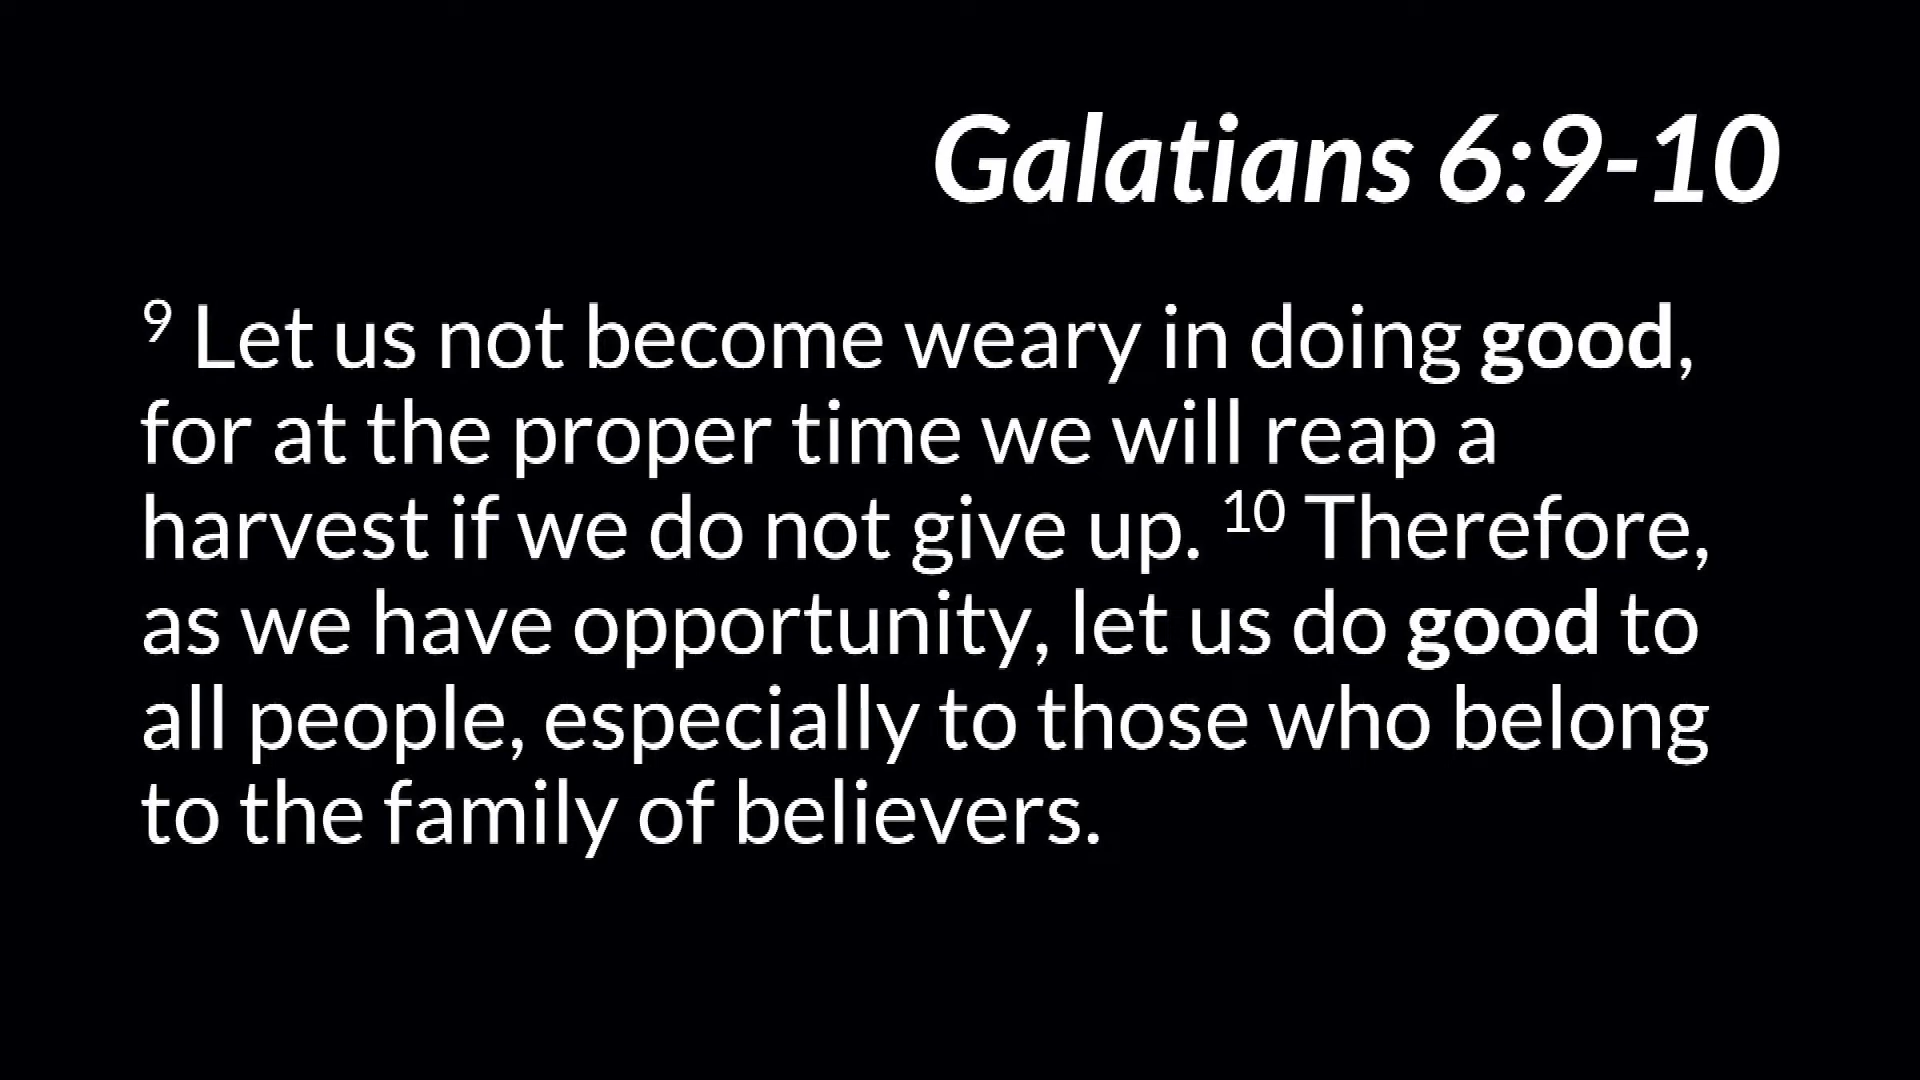 Galatians 6:9-10
9 Let us not become weary in doing good,
for at the proper time we will reap a
harvest if we do not give up. 10 Therefore,
as we have opportunity, let us do good to
all people, especially to those who belong
to the family of believers.